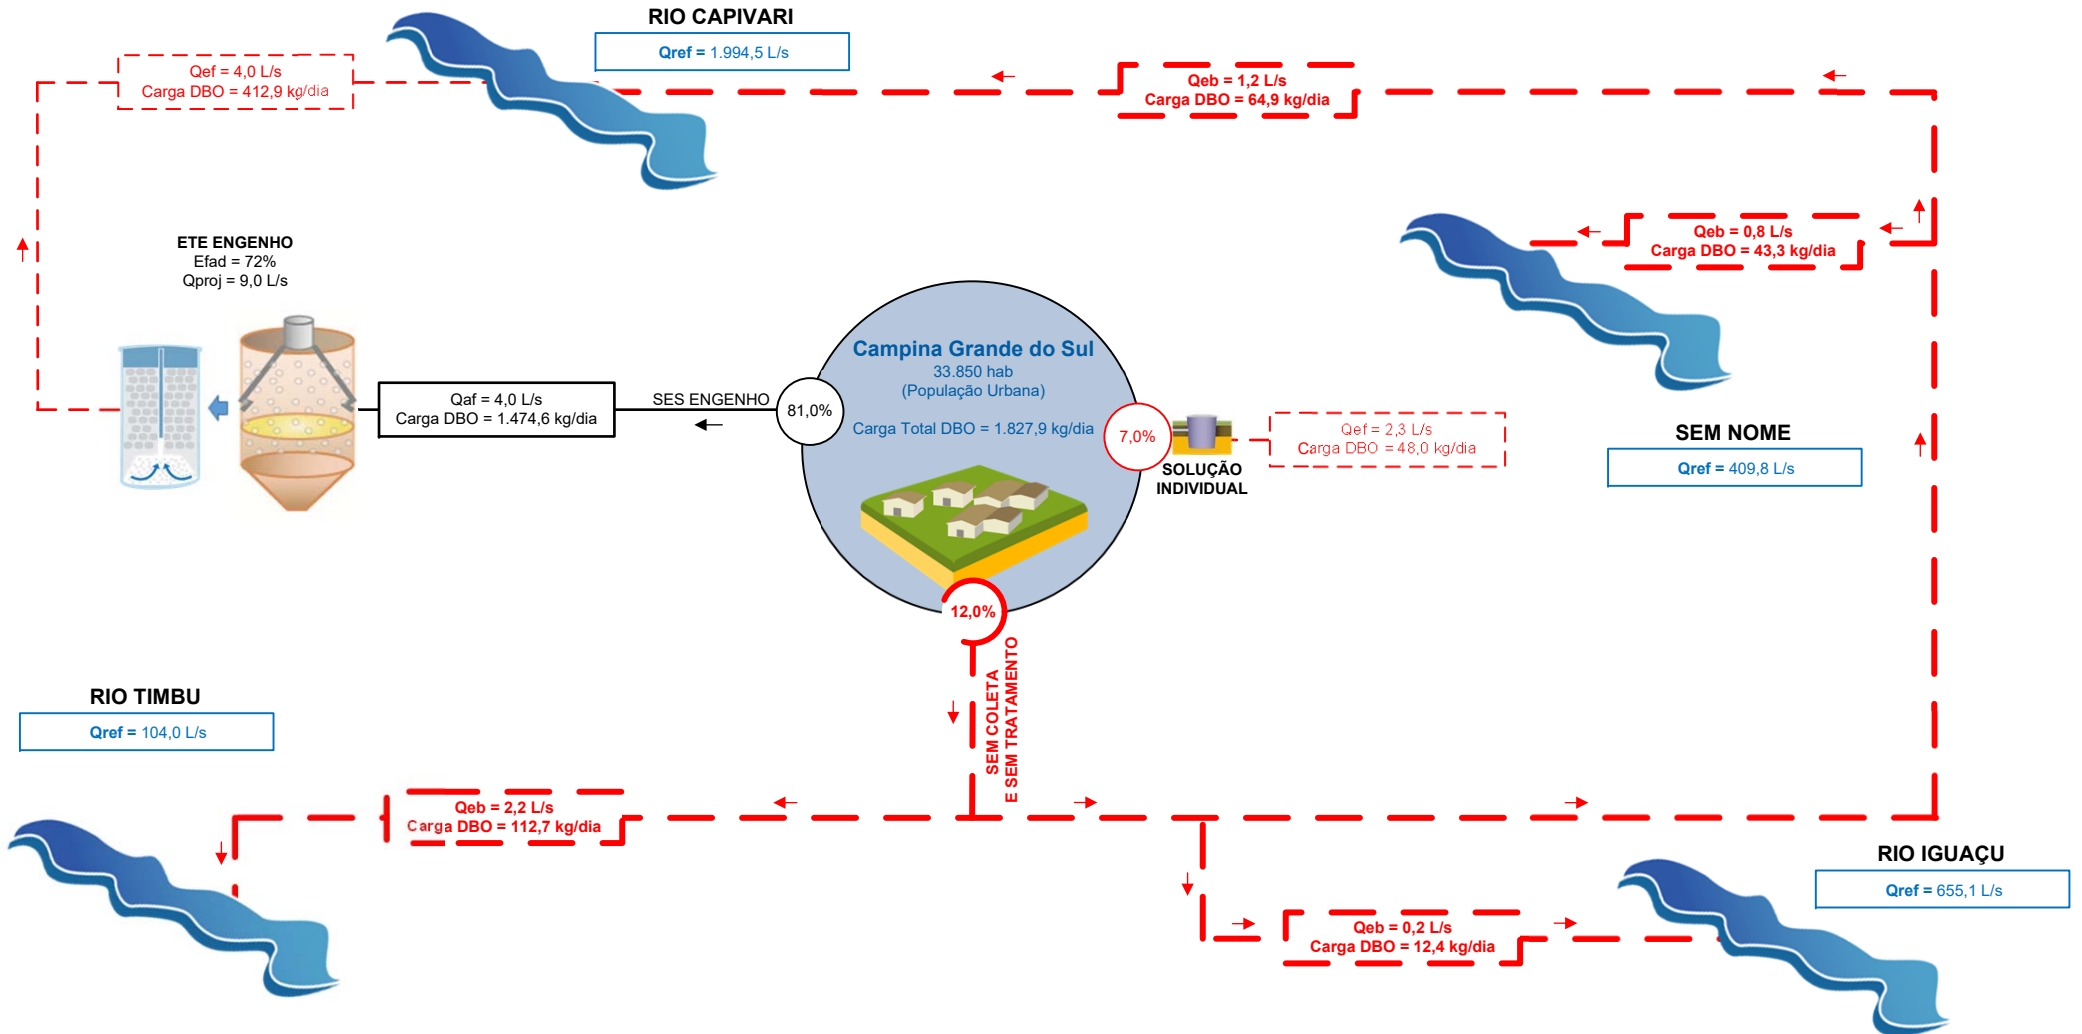 RIO CAPIVARI
Qref = 1.994,5 L/s
Qef = 4,0 L/s
Carga DBO = 412,9 kg/dia
Qeb = 1,2 L/s
Carga DBO = 64,9 kg/dia
Qeb = 0,8 L/s
Carga DBO = 43,3 kg/dia
ETE ENGENHO
Efad = 72%
Qproj = 9,0 L/s
Campina Grande do Sul
33.850 hab
(População Urbana)
Carga Total DBO = 1.827,9 kg/dia
Qaf = 4,0 L/s
Carga DBO = 1.474,6 kg/dia
SES ENGENHO
81,0%
7,0%
SOLUÇÃO
INDIVIDUAL
Qef = 2,3 L/s
Carga DBO = 48,0 kg/dia
SEM NOME
Qref = 409,8 L/s
12,0%
SEM COLETA
E SEM TRATAMENTO
RIO TIMBU
Qref = 104,0 L/s
Qeb = 2,2 L/s
Carga DBO = 112,7 kg/dia
RIO IGUAÇU
Qref = 655,1 L/s
Qeb = 0,2 L/s
Carga DBO = 12,4 kg/dia